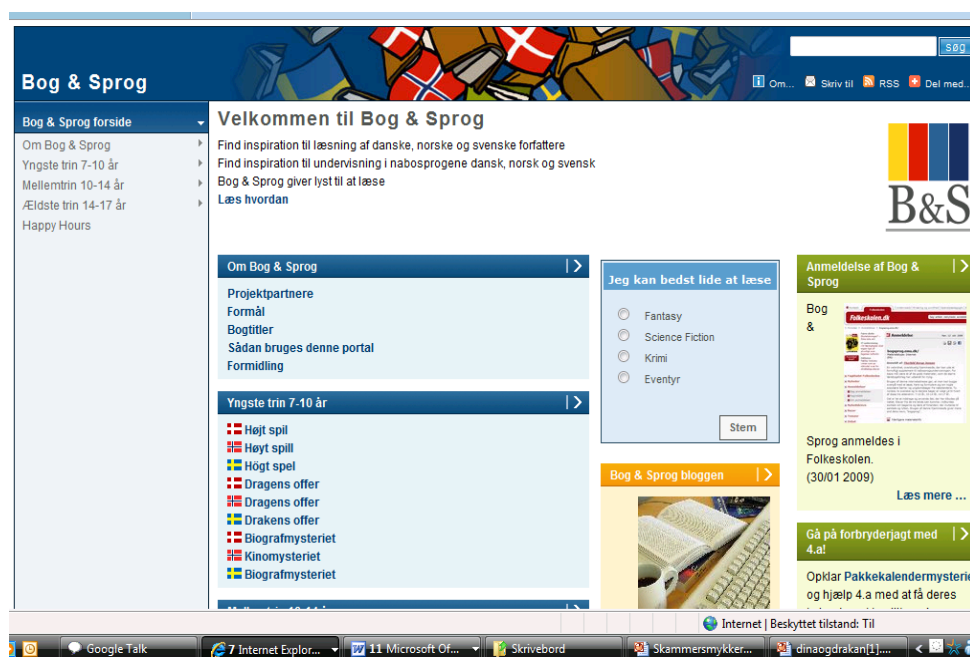 søg
Bog & Sprog
Om...
Skriv til
RSS
Del med...
Bog & Sprog forside
Om Bog & Sprog
Yngste trin 7-10 år
Mellemtrin 10-14 år
Ældste trin 14-17 år
Happy Hours
Velkommen til Bog & Sprog
Find inspiration til læsning af danske, norske og svenske forfattere
Find inspiration til undervisning i nabosprogene dansk, norsk og svensk
Bog & Sprog giver lyst til at læse
Læs hvordan
B&S
Om Bog & Sprog
Projektpartnere
Formål
Bogtitler
Sådan bruges denne portal
Formidling
Yngste trin 7-10 år
Højt spil
Høyt spill
Högt spel
Dragens offer
Dragens offer
Drakens offer
Biografmysteriet
Kinomysteriet
Biografmysteriet
Jeg kan bedst lide at læse
Fantasy
Science Fiction
Krimi
Eventyr
Stem
Bog & Sprog bloggen
Anmeldelse af Bog &
Sprog
Bog
&
Folkeskolen.dk
Sprog anmeldes i
Folkeskolen.
(30/01 2009)
Læs mere ...
Gå på forbryderjagt med
4.a!
Opklar Pakkekalendermysterie
og hjælp 4.a med at få deres
Internet | Beskyttet tilstand: Til
Google Talk
7 Internet Explor...
11 Microsoft Of...
Skrivebord
Skammersmykker...
dinaogdrakan[1]....